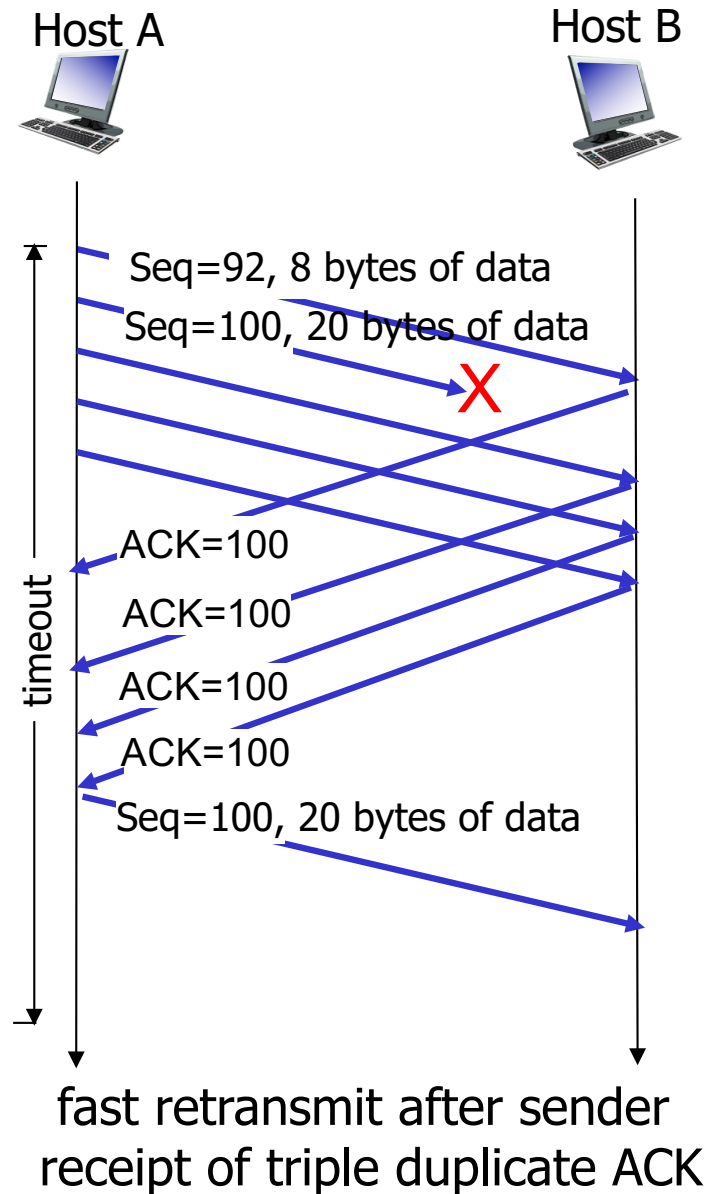 Host A
Host B
Seq=92, 8 bytes of data
Seq=100, 20 bytes of data
X
timeout
ACK=100
ACK=100
ACK=100
ACK=100
Seq=100, 20 bytes of data
fast retransmit after sender
receipt of triple duplicate ACK